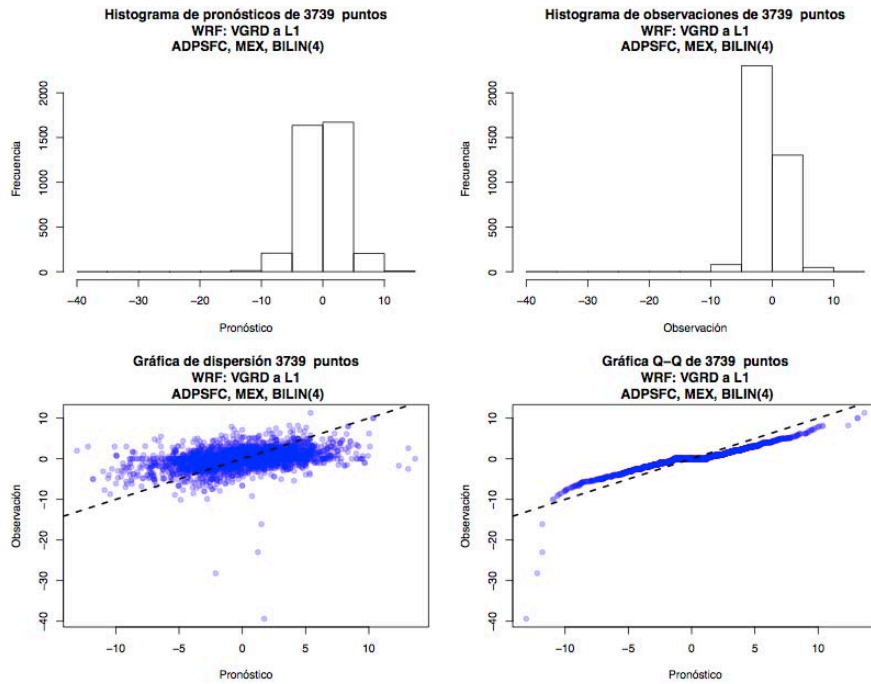 Histograma de pronósticos de 3739 puntos
WRF: VGRD a L1
ADPSFC, MEX, BILIN(4)
Frecuencia
2000
1500
1000
500
0
−40 −30 −20 −10 0 10
Pronóstico
Histograma de observaciones de 3739 puntos
WRF: VGRD a L1
ADPSFC, MEX, BILIN(4)
Frecuencia
2000
1500
1000
500
0
−40 −30 −20 −10 0 10
Observación
Gráfica de dispersión 3739 puntos
WRF: VGRD a L1
ADPSFC, MEX, BILIN(4)
Observación
10
0
−10
−20
−30
−40
−10 −5 0 5 10
Pronóstico
Gráfica Q−Q de 3739 puntos
WRF: VGRD a L1
ADPSFC, MEX, BILIN(4)
Observación
10
0
−10
−20
−30
−40
−10 −5 0 5 10
Pronóstico